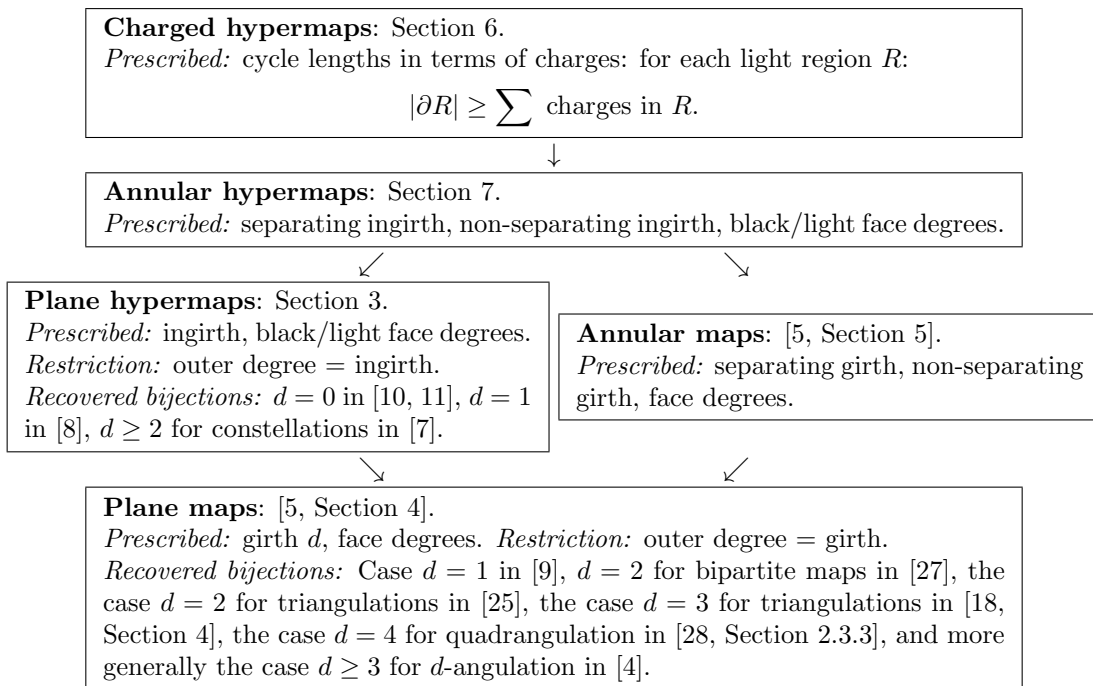 Charged hypermaps: Section 6.
Prescribed: cycle lengths in terms of charges: for each light region R:
|∂R| ≥ ∑ charges in R.
↓
Annular hypermaps: Section 7.
Prescribed: separating ingirth, non-separating ingirth, black/light face degrees.
↙ ↘
Plane hypermaps: Section 3.
Prescribed: ingirth, black/light face degrees.
Restriction: outer degree = ingirth.
Recovered bijections: d = 0 in [10, 11], d = 1
in [8], d ≥ 2 for constellations in [7].
Annular maps: [5, Section 5].
Prescribed: separating girth, non-separating
girth, face degrees.
↘ ↙
Plane maps: [5, Section 4].
Prescribed: girth d, face degrees. Restriction: outer degree = girth.
Recovered bijections: Case d = 1 in [9], d = 2 for bipartite maps in [27], the
case d = 2 for triangulations in [25], the case d = 3 for triangulations in [18,
Section 4], the case d = 4 for quadrangulation in [28, Section 2.3.3], and more
generally the case d ≥ 3 for d-angulation in [4].